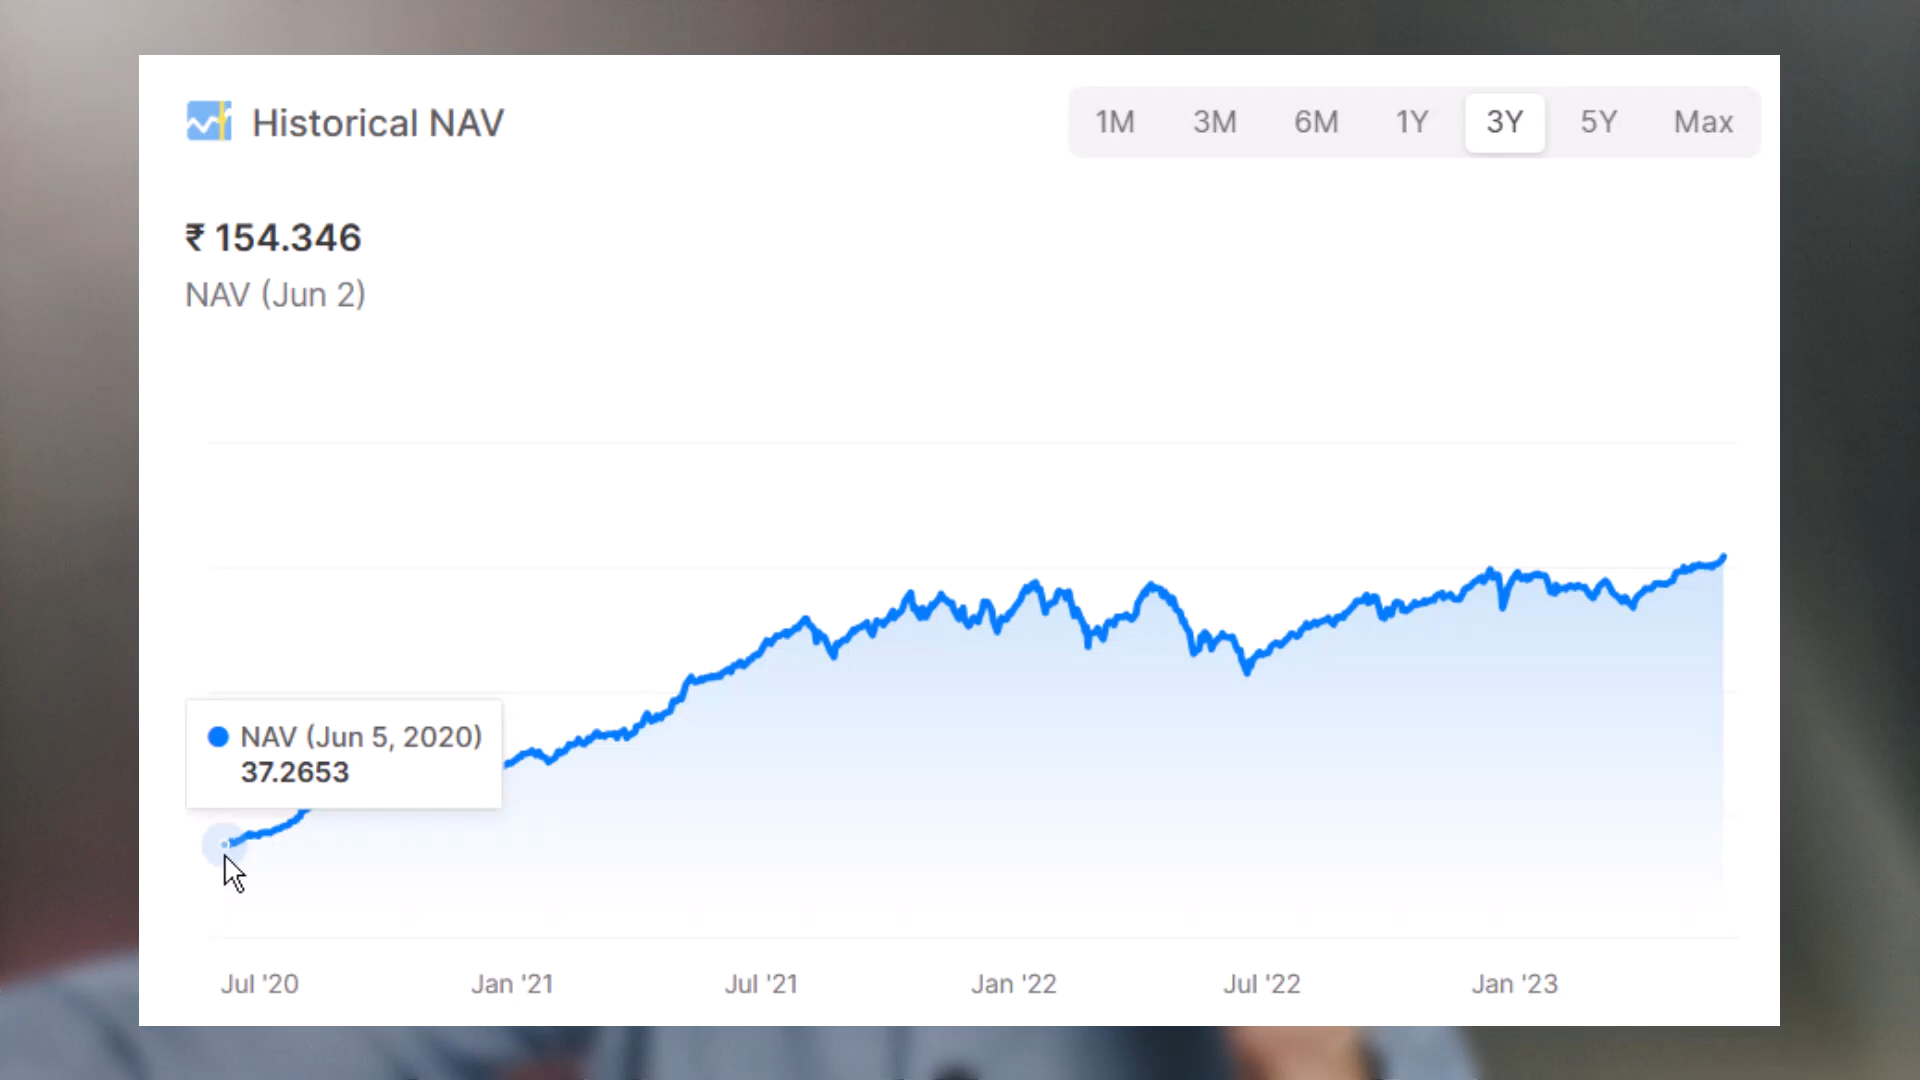 Historical NAV
1M 3M 6M 1Y 3Y 5Y Max
₹ 154.346
NAV (Jun 2)
NAV (Jun 5, 2020)
37.2653
Jul '20 Jan '21 Jul '21 Jan '22 Jul '22 Jan '23